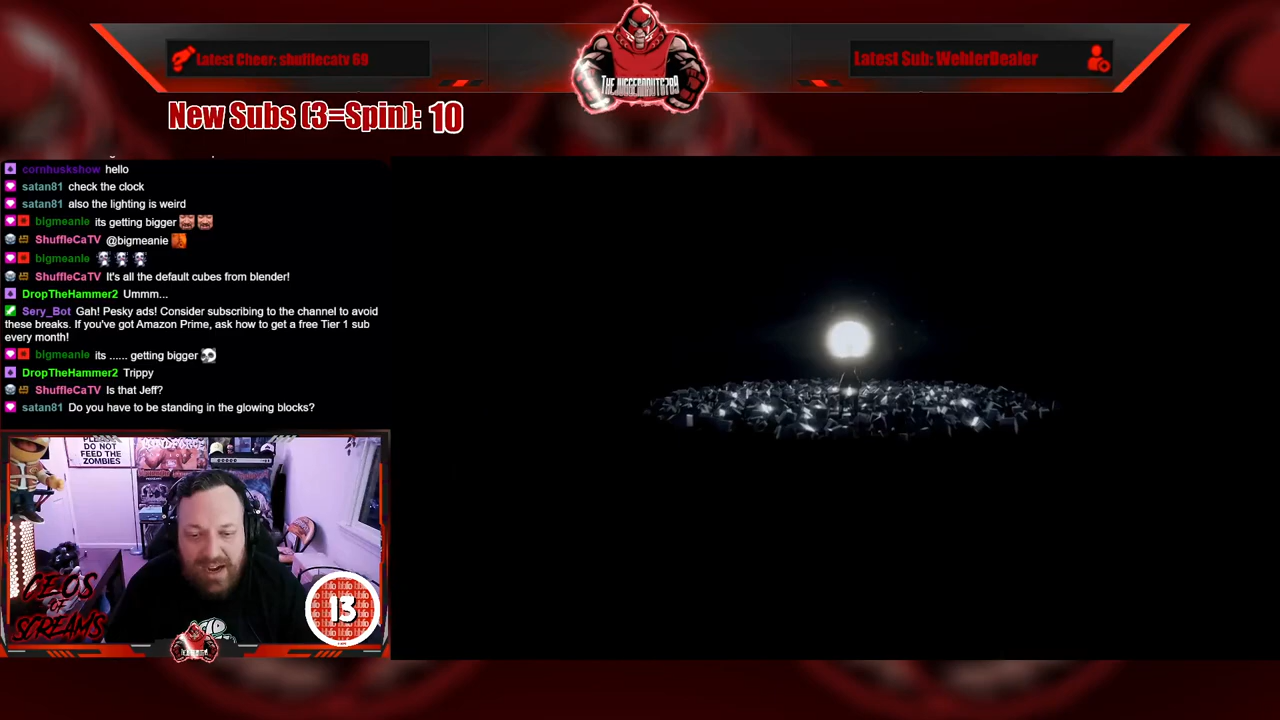 Latest Cheer: shufflecatv 69
THEJUGGERNAUT6789
Latest Sub: WehlerDealer
New Subs (3=Spin): 10
cornhuskshow hello
satan81 check the clock
satan81 also the lighting is weird
bigmeanie its getting bigger
ShuffleCaTV @bigmeanie
bigmeanie
ShuffleCaTV It's all the default cubes from blender!
DropTheHammer2 Ummm...
Sery_Bot Gah! Pesky ads! Consider subscribing to the channel to avoid
these breaks. If you've got Amazon Prime, ask how to get a free Tier 1 sub
every month!
bigmeanie its ...... getting bigger
DropTheHammer2 Trippy
ShuffleCaTV Is that Jeff?
satan81 Do you have to be standing in the glowing blocks?
PLEASE
DO NOT
FEED THE
ZOMBIES
CEOS
OF
SCREAMS
13